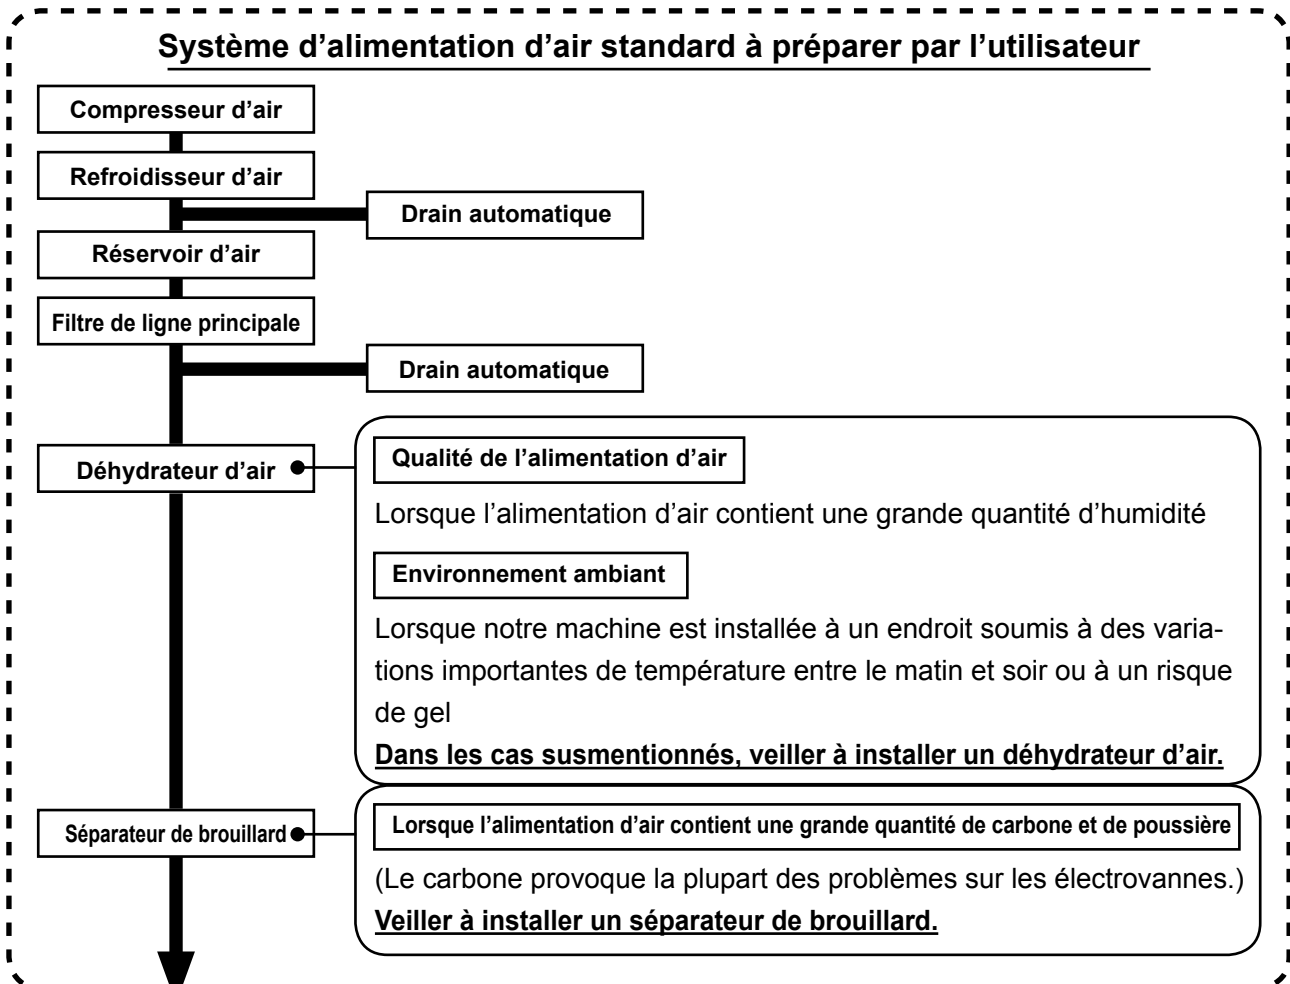 Système d’alimentation d’air standard à préparer par l’utilisateur
Compresseur d’air
Refroidisseur d’air
Drain automatique
Réservoir d’air
Filtre de ligne principale
Drain automatique
Déhydrateur d’air
Qualité de l’alimentation d’air
Lorsque l’alimentation d’air contient une grande quantité d’humidité
Environnement ambiant
Lorsque notre machine est installée à un endroit soumis à des varia-
tions importantes de température entre le matin et soir ou à un risque
de gel
Dans les cas susmentionnés, veiller à installer un déhydrateur d’air.
Séparateur de brouillard
Lorsque l’alimentation d’air contient une grande quantité de carbone et de poussière
(Le carbone provoque la plupart des problèmes sur les électrovannes.)
Veiller à installer un séparateur de brouillard.